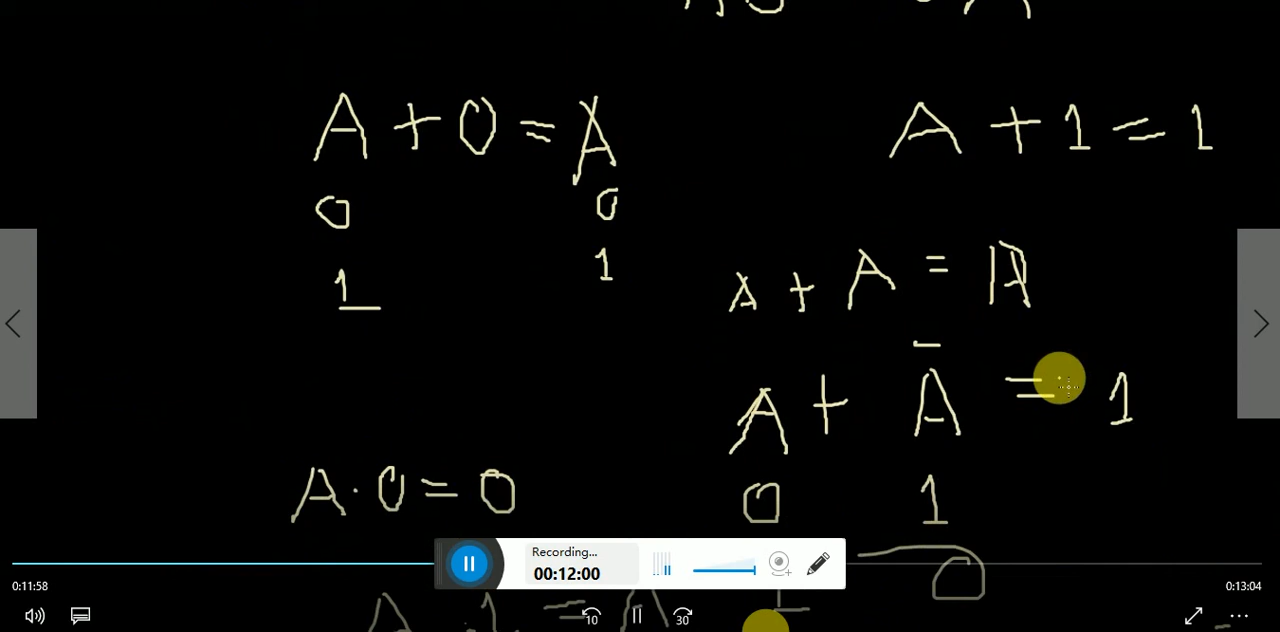 A + 0 = A
A + 1 = 1
0 0
1 1
A + A = A
A + A̅ = 1
A · 0 = 0
0 1
Recording...
00:12:00
0
0:11:58
0:13:04
10
30